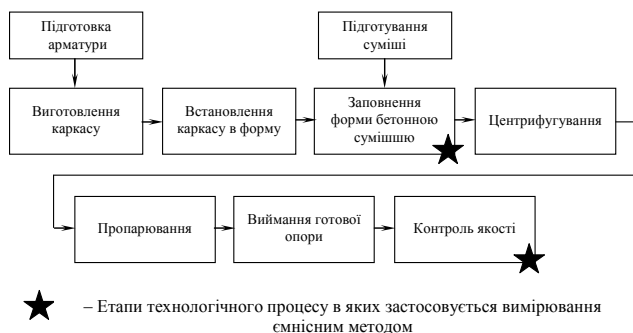 Підготовка
арматури
Підготування
суміші
Виготовлення
каркасу
Встановлення
каркасу в форму
Заповнення
форми бетонною
сумішшю
Центрифугування
Пропарювання
Виймання готової
опори
Контроль якості
– Етапи технологічного процесу в яких застосовується вимірювання
ємнісним методом